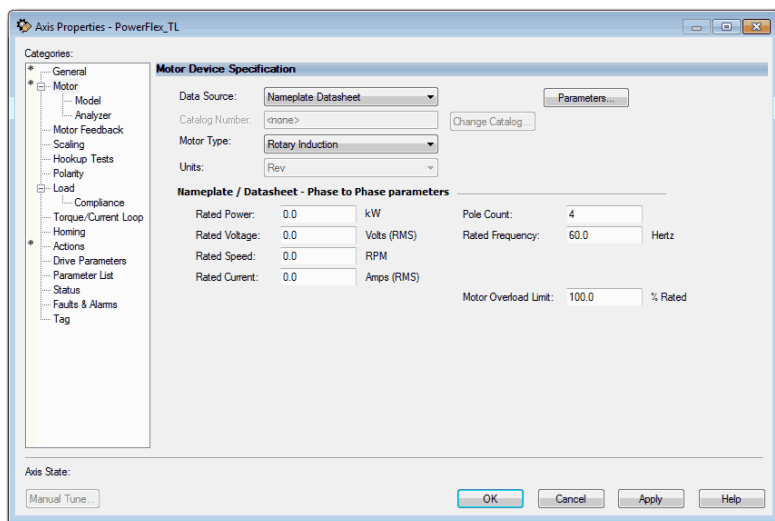 Axis Properties - PowerFlex_TL
Categories:
* General
* Motor
Model
Analyzer
Motor Feedback
Scaling
Hookup Tests
Polarity
Load
Compliance
Torque/Current Loop
Homing
* Actions
Drive Parameters
Parameter List
Status
Faults & Alarms
Tag
Motor Device Specification
Data Source: Nameplate Datasheet Parameters...
Catalog Number: <none> Change Catalog...
Motor Type: Rotary Induction
Units: Rev
Nameplate / Datasheet - Phase to Phase parameters
Rated Power: 0.0 kW Pole Count: 4
Rated Voltage: 0.0 Volts (RMS) Rated Frequency: 60.0 Hertz
Rated Speed: 0.0 RPM
Rated Current: 0.0 Amps (RMS)
Motor Overload Limit: 100.0 % Rated
Axis State:
Manual Tune... OK Cancel Apply Help